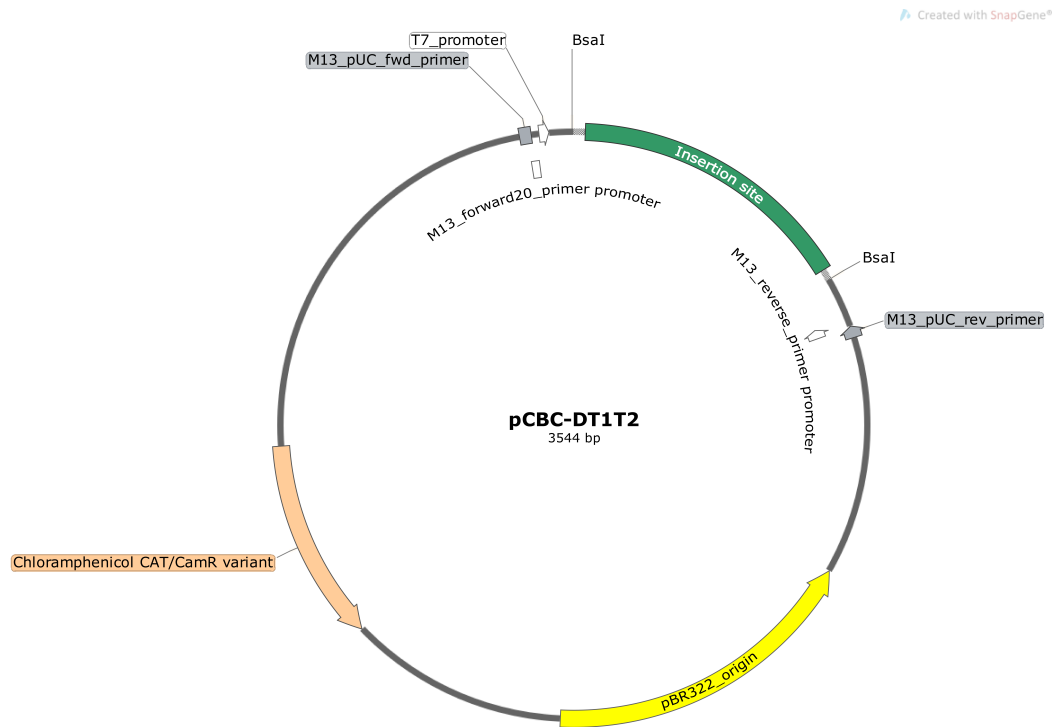 Created with SnapGene®
T7_promoter
BsaI
M13_pUC_fwd_primer
Insertion site
M13_forward20_primer promoter
BsaI
M13_reverse_primer promoter
M13_pUC_rev_primer
pCBC-DT1T2
3544 bp
Chloramphenicol CAT/CamR variant
pBR322_origin